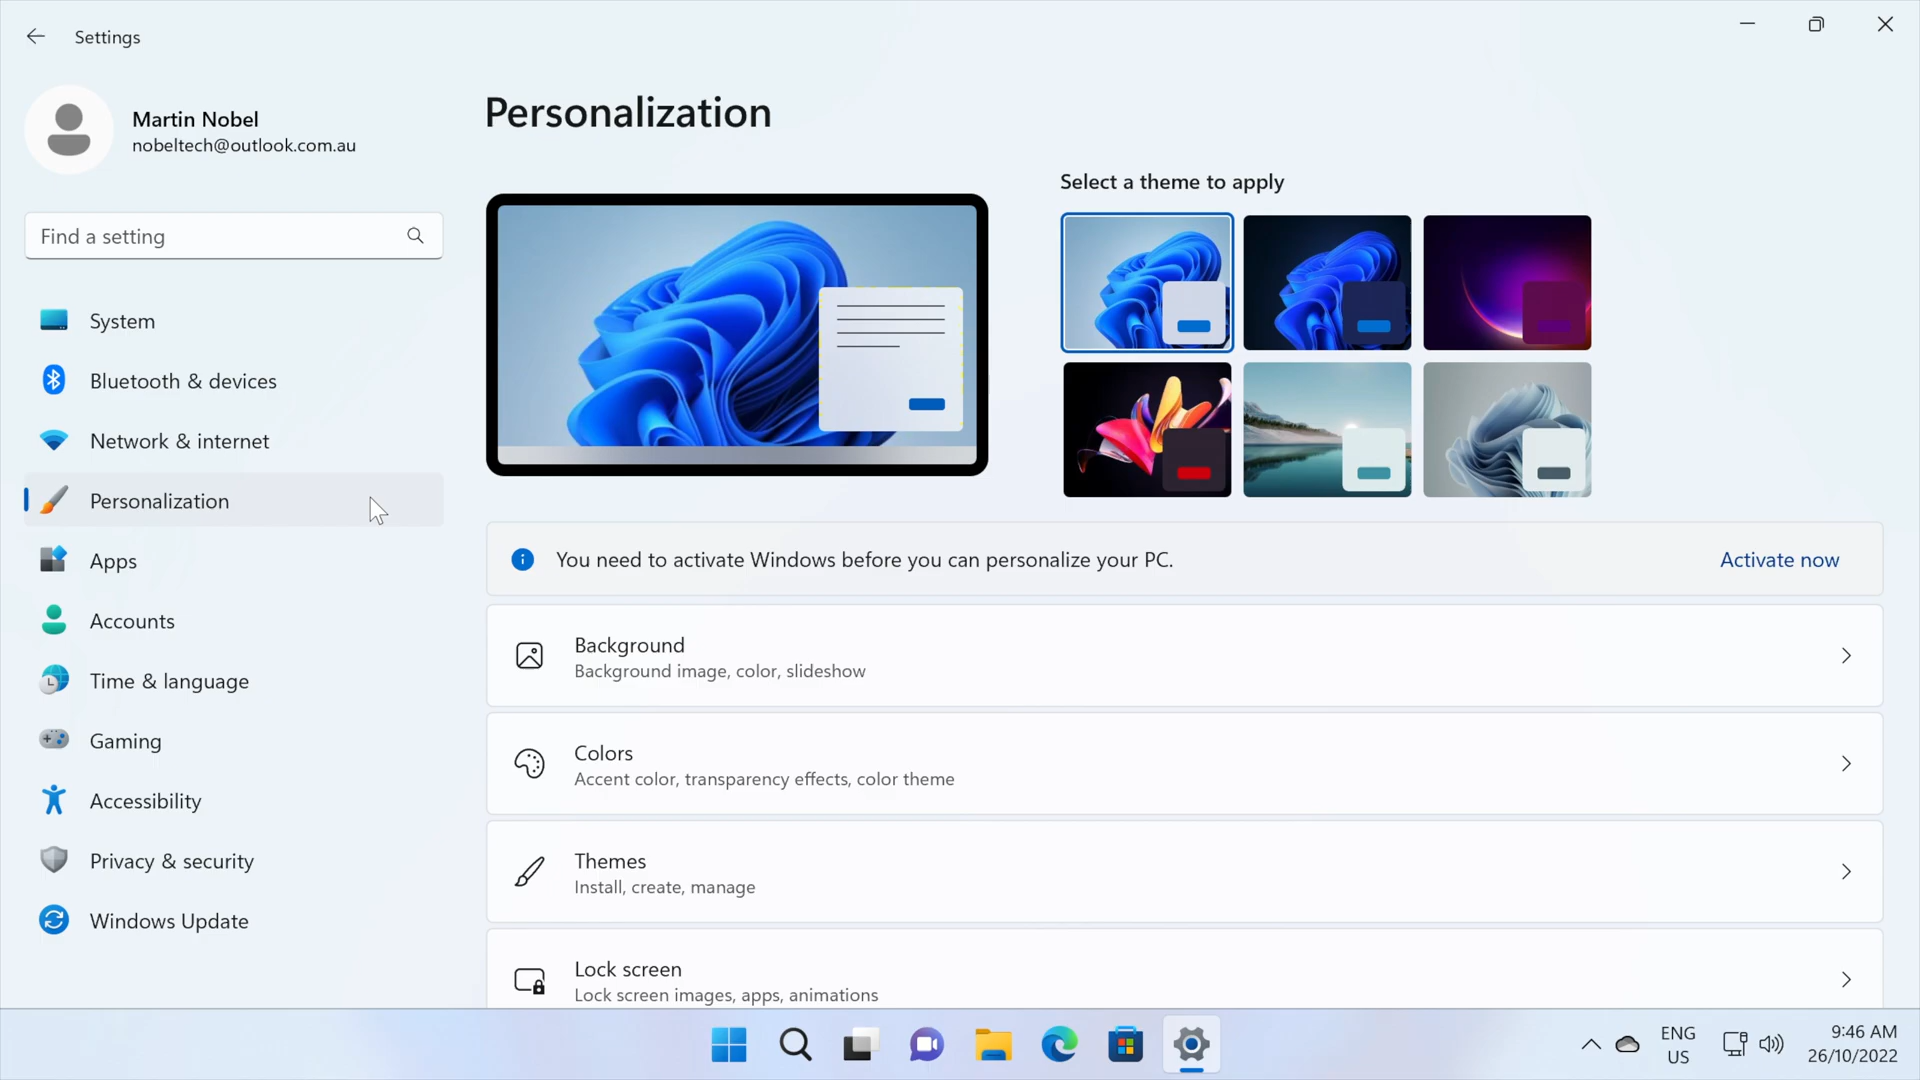 Settings
Martin Nobel
nobeltech@outlook.com.au
Find a setting
System
Bluetooth & devices
Network & internet
Personalization
Apps
Accounts
Time & language
Gaming
Accessibility
Privacy & security
Windows Update
Personalization
Select a theme to apply
You need to activate Windows before you can personalize your PC.
Activate now
Background
Background image, color, slideshow
Colors
Accent color, transparency effects, color theme
Themes
Install, create, manage
Lock screen
Lock screen images, apps, animations
ENG
US
9:46 AM
26/10/2022